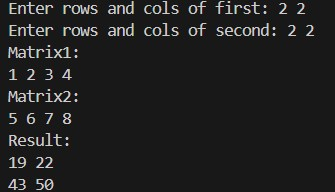 Enter rows and cols of first: 2 2
Enter rows and cols of second: 2 2
Matrix1:
1 2 3 4
Matrix2:
5 6 7 8
Result:
19 22
43 50